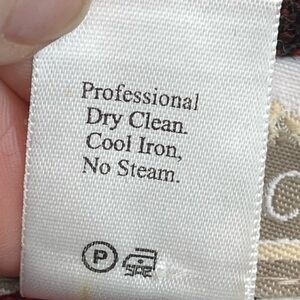 Professional
Dry Clean.
Cool Iron,
No Steam.
P